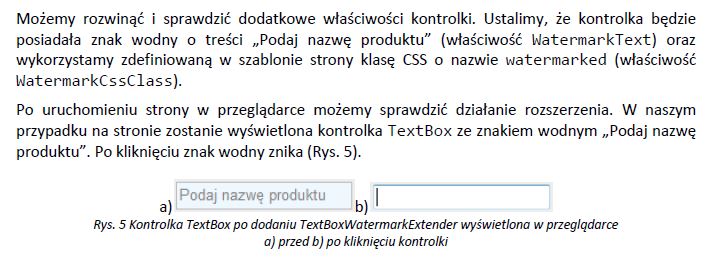 Możemy rozwinąć i sprawdzić dodatkowe właściwości kontrolki. Ustalimy, że kontrolka będzie
posiadała znak wodny o treści „Podaj nazwę produktu” (właściwość WatermarkText) oraz
wykorzystamy zdefiniowaną w szablonie strony klasę CSS o nazwie watermarked (właściwość
WatermarkCssClass).
Po uruchomieniu strony w przeglądarce możemy sprawdzić działanie rozszerzenia. W naszym
przypadku na stronie zostanie wyświetlona kontrolka TextBox ze znakiem wodnym „Podaj nazwę
produktu”. Po kliknięciu znak wodny znika (Rys. 5).
a) Podaj nazwę produktu b)
Rys. 5 Kontrolka TextBox po dodaniu TextBoxWatermarkExtender wyświetlona w przeglądarce
a) przed b) po kliknięciu kontrolki